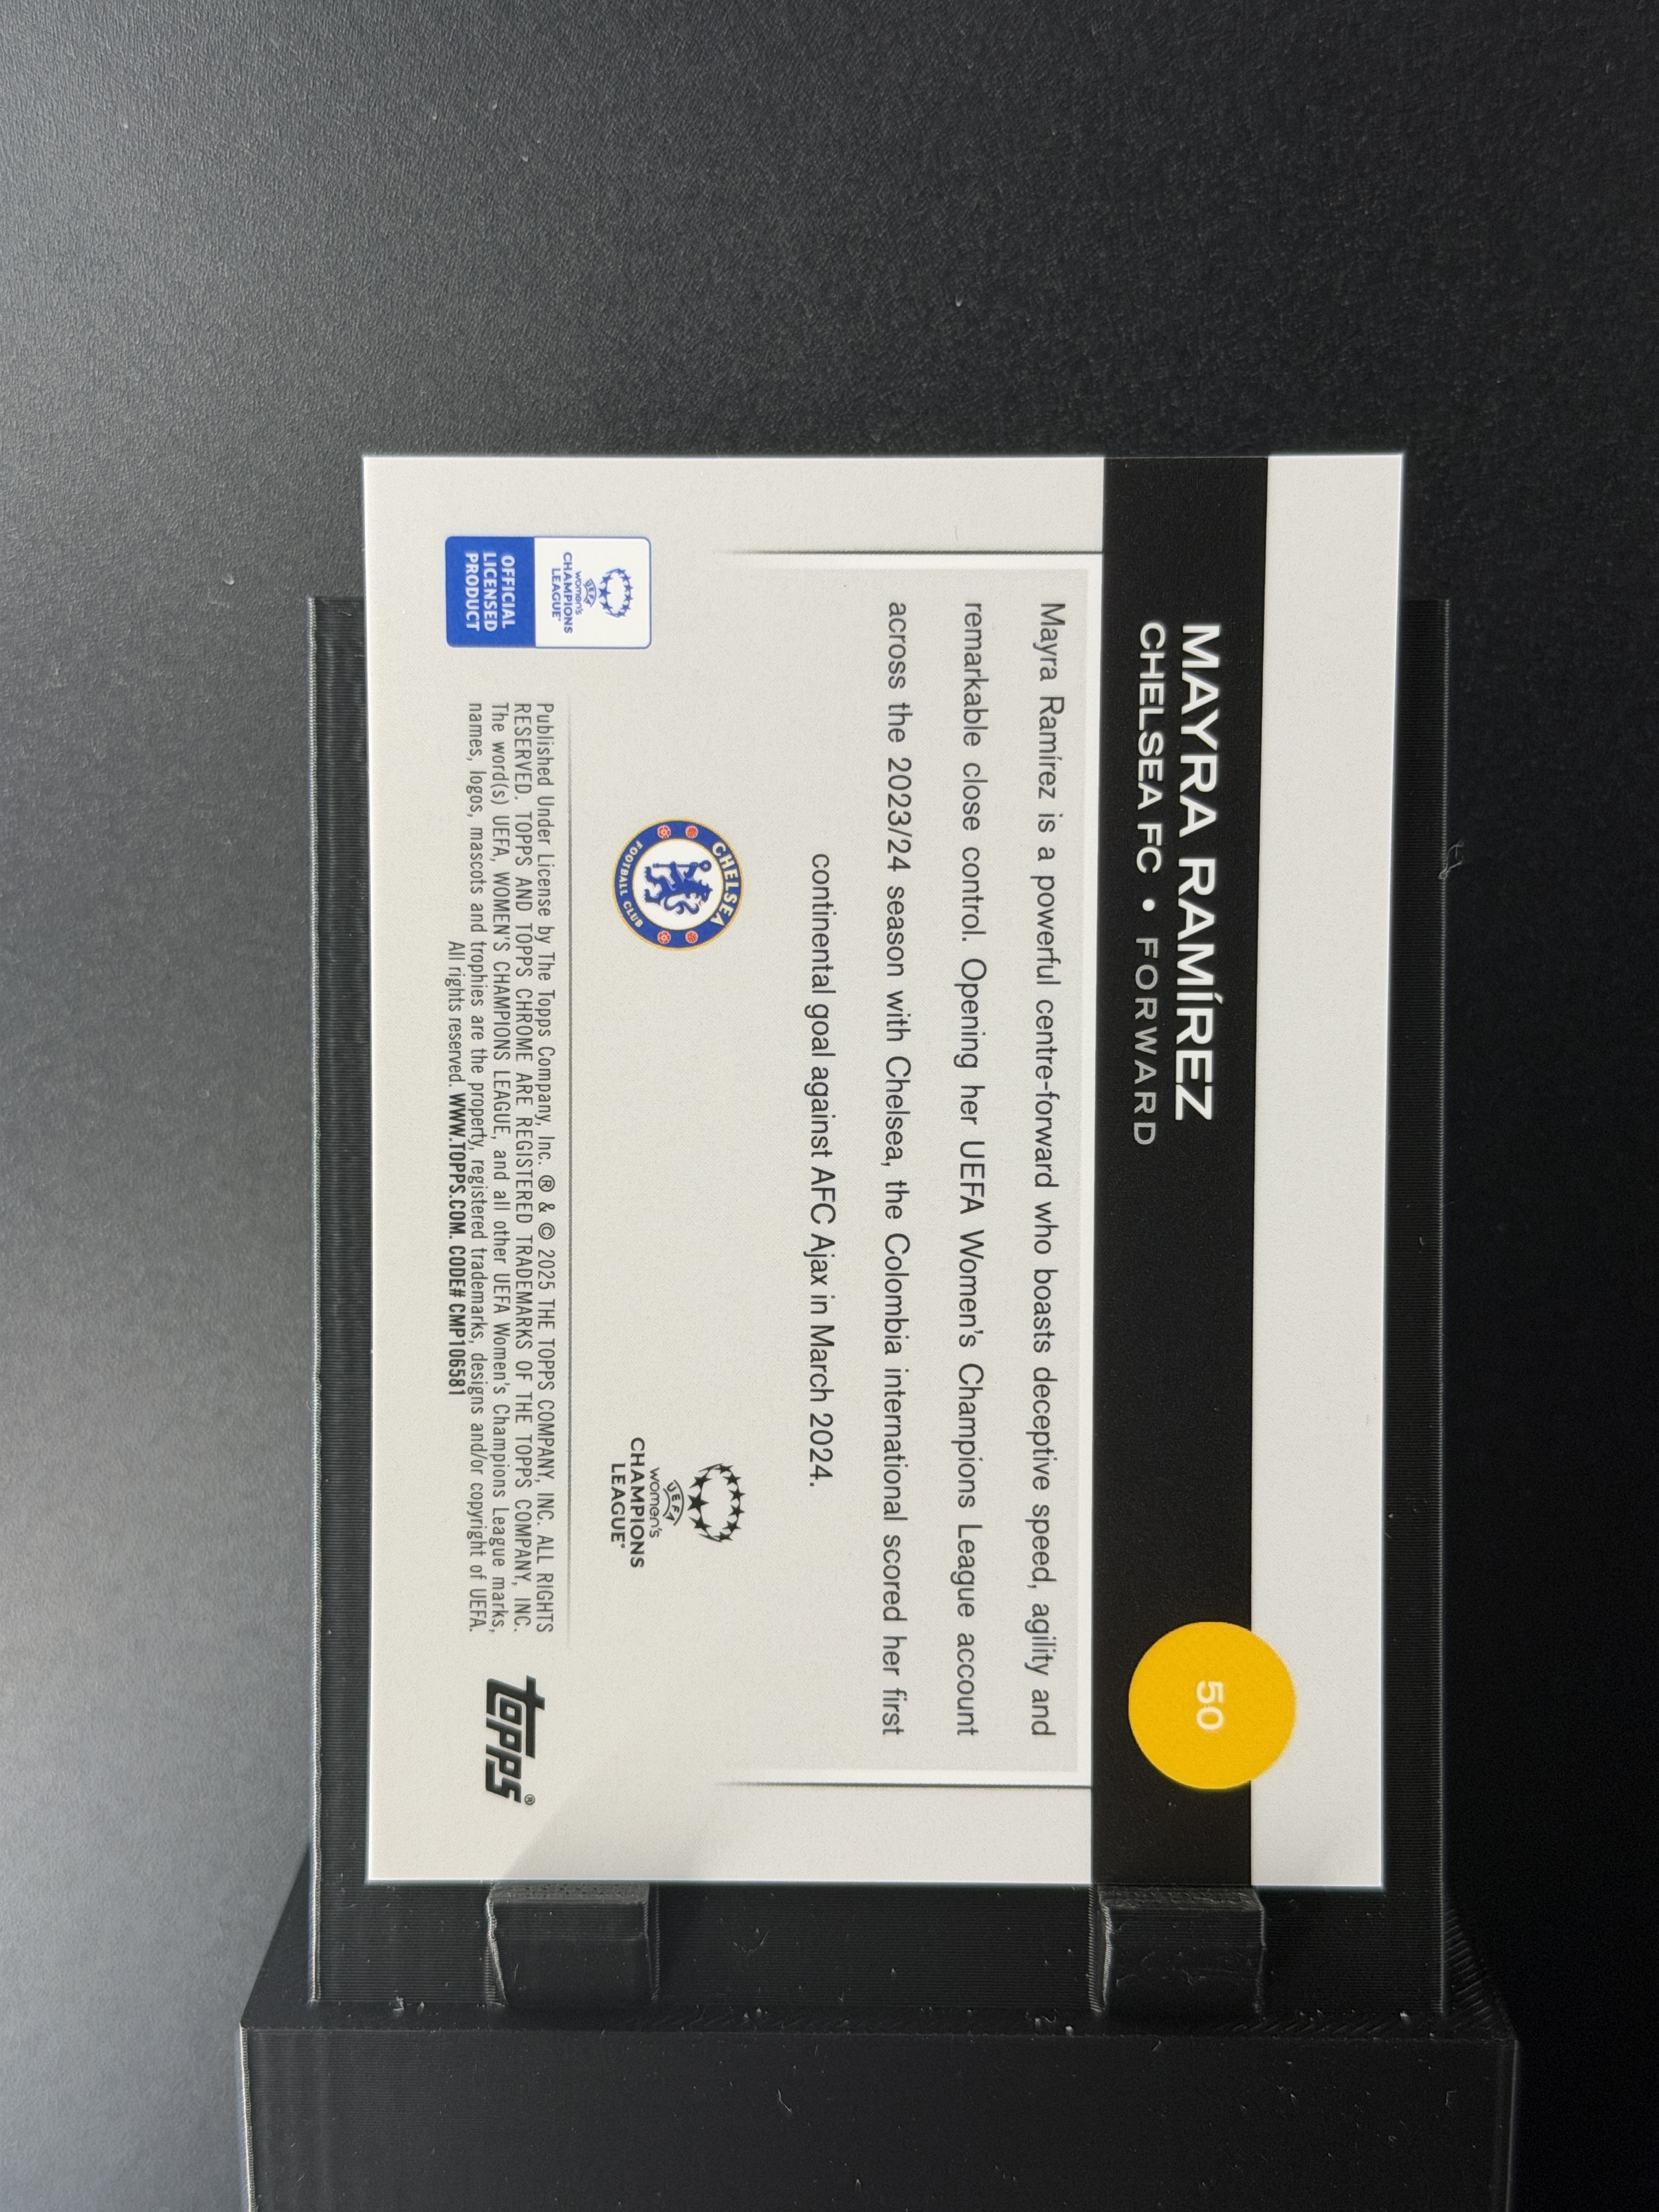 MAYRA RAMÍREZ
CHELSEA FC • FORWARD
50
Mayra Ramírez is a powerful centre-forward who boasts deceptive speed, agility and
remarkable close control. Opening her UEFA Women's Champions League account
across the 2023/24 season with Chelsea, the Colombia international scored her first
continental goal against AFC Ajax in March 2024.
CHELSEA
FOOTBALL CLUB
UEFA
women's
CHAMPIONS
LEAGUE™
UEFA
women's
CHAMPIONS
LEAGUE™
OFFICIAL
LICENSED
PRODUCT
Published Under License by The Topps Company, Inc. ® & © 2025 THE TOPPS COMPANY, INC. ALL RIGHTS
RESERVED. TOPPS AND TOPPS CHROME ARE REGISTERED TRADEMARKS OF THE TOPPS COMPANY, INC.
The word(s) UEFA, WOMEN'S CHAMPIONS LEAGUE, and all other UEFA Women's Champions League marks,
names, logos, mascots and trophies are the property, registered trademarks, designs and/or copyright of UEFA.
All rights reserved. WWW.TOPPS.COM. CODE# CMP106581
topps®